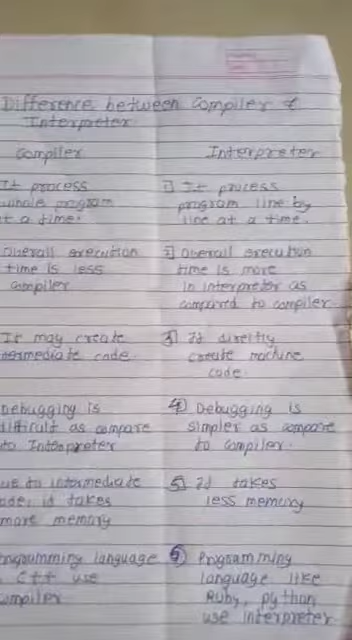 Difference between Compiler &
Interpreter
Compiler
It process
whole program
at a time.
Overall execution
time is less
compiler
It may create
intermediate code.
Debugging is
difficult as compare
to Interpreter
due to intermediate
code, it takes
more memory
Programming language
C++ use
compiler
Interpreter
1) It process
program line by
line at a time.
2) Overall execution
time is more
in interpreter as
compared to compiler
3) It directly
create machine
code.
4) Debugging is
simpler as compare
to compiler.
5) It takes
less memory
6) Programming
language like
Ruby, python
use interpreter